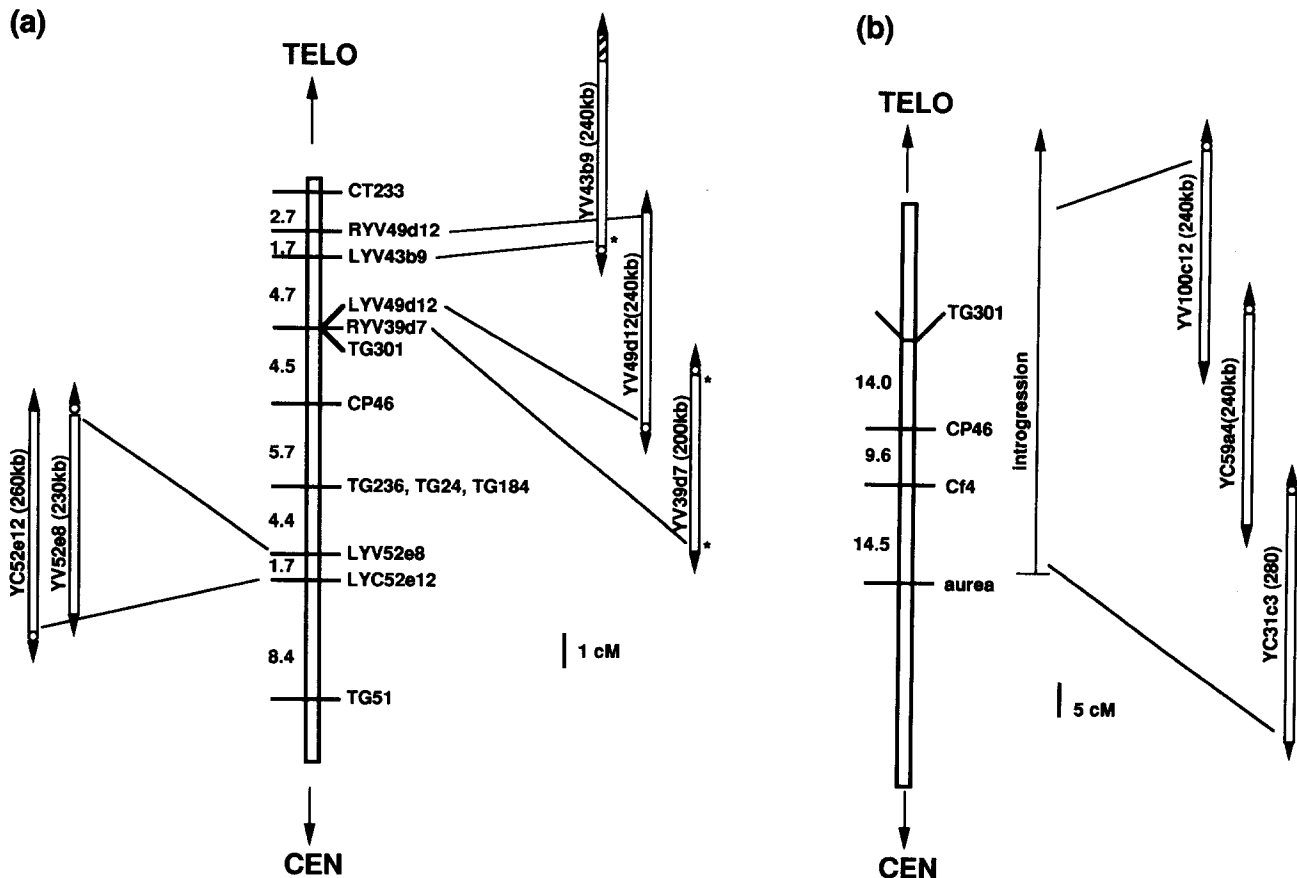 (a)
TELO
CT233
2.7
RYV49d12
1.7
LYV43b9
4.7
LYV49d12
RYV39d7
TG301
4.5
CP46
5.7
TG236, TG24, TG184
4.4
LYV52e8
1.7
LYC52e12
8.4
TG51
CEN
YC52e12 (260kb)
YV52e8 (230kb)
YV43b9 (240kb)
*
YV49d12(240kb)
YV39d7 (200kb)
*
*
1 cM
(b)
TELO
TG301
14.0
CP46
9.6
Cf4
14.5
aurea
CEN
introgression
YV100c12 (240kb)
YC59a4(240kb)
YC31c3 (280)
5 cM